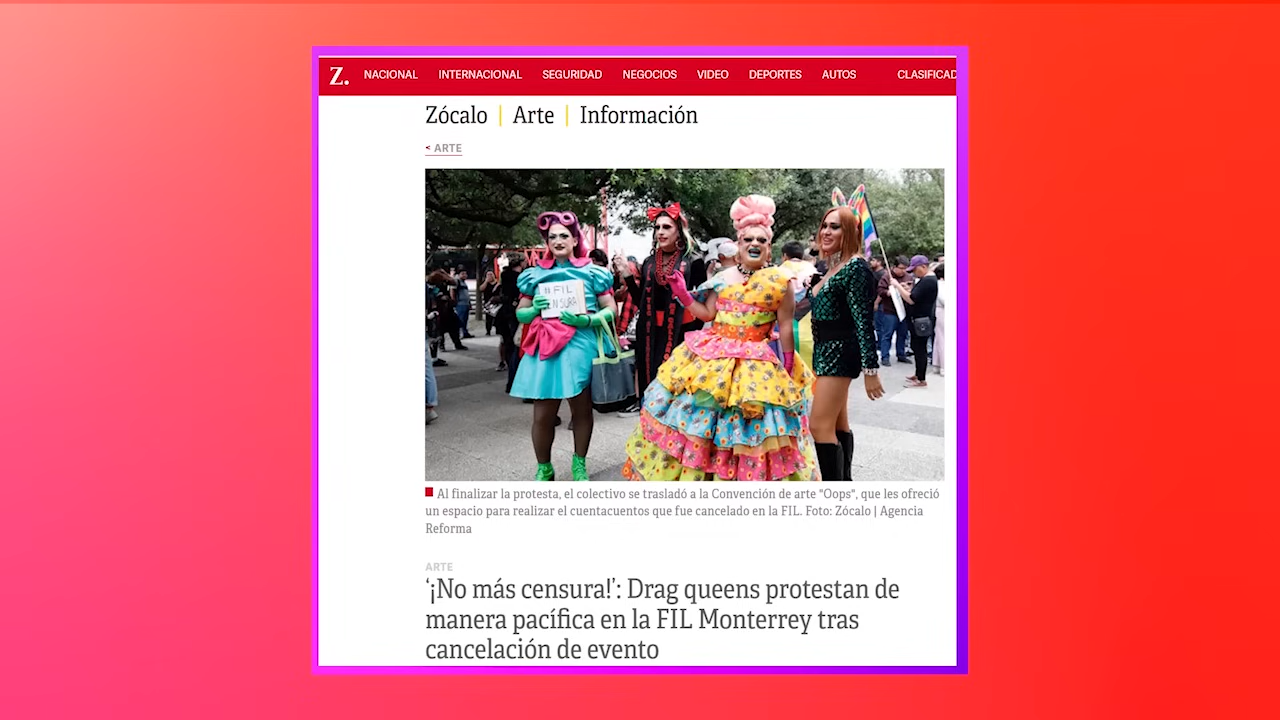 Z. NACIONAL INTERNACIONAL SEGURIDAD NEGOCIOS VIDEO DEPORTES AUTOS CLASIFICAD
Zócalo | Arte | Información
< ARTE
#FIL
Al finalizar la protesta, el colectivo se trasladó a la Convención de arte "Oops", que les ofreció
un espacio para realizar el cuentacuentos que fue cancelado en la FIL. Foto: Zócalo | Agencia
Reforma
ARTE
‘¡No más censura!’: Drag queens protestan de
manera pacífica en la FIL Monterrey tras
cancelación de evento